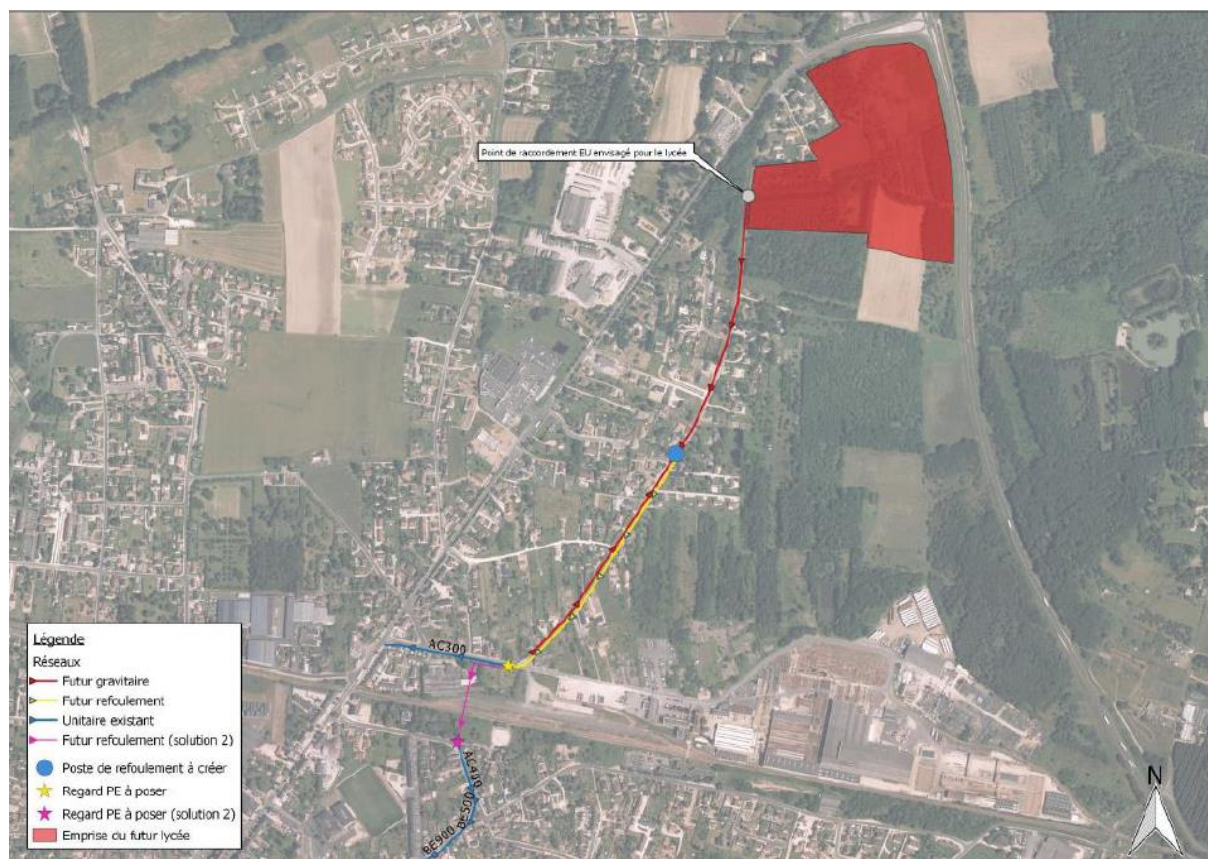 Point de raccordement EU envisagé pour le lycée
AC300
AC400
BE500
BE900
N
Légende
Réseaux
Futur gravitaire
Futur refoulement
Unitaire existant
Futur refoulement (solution 2)
Poste de refoulement à créer
Regard PE à poser
Regard PE à poser (solution 2)
Emprise du futur lycée